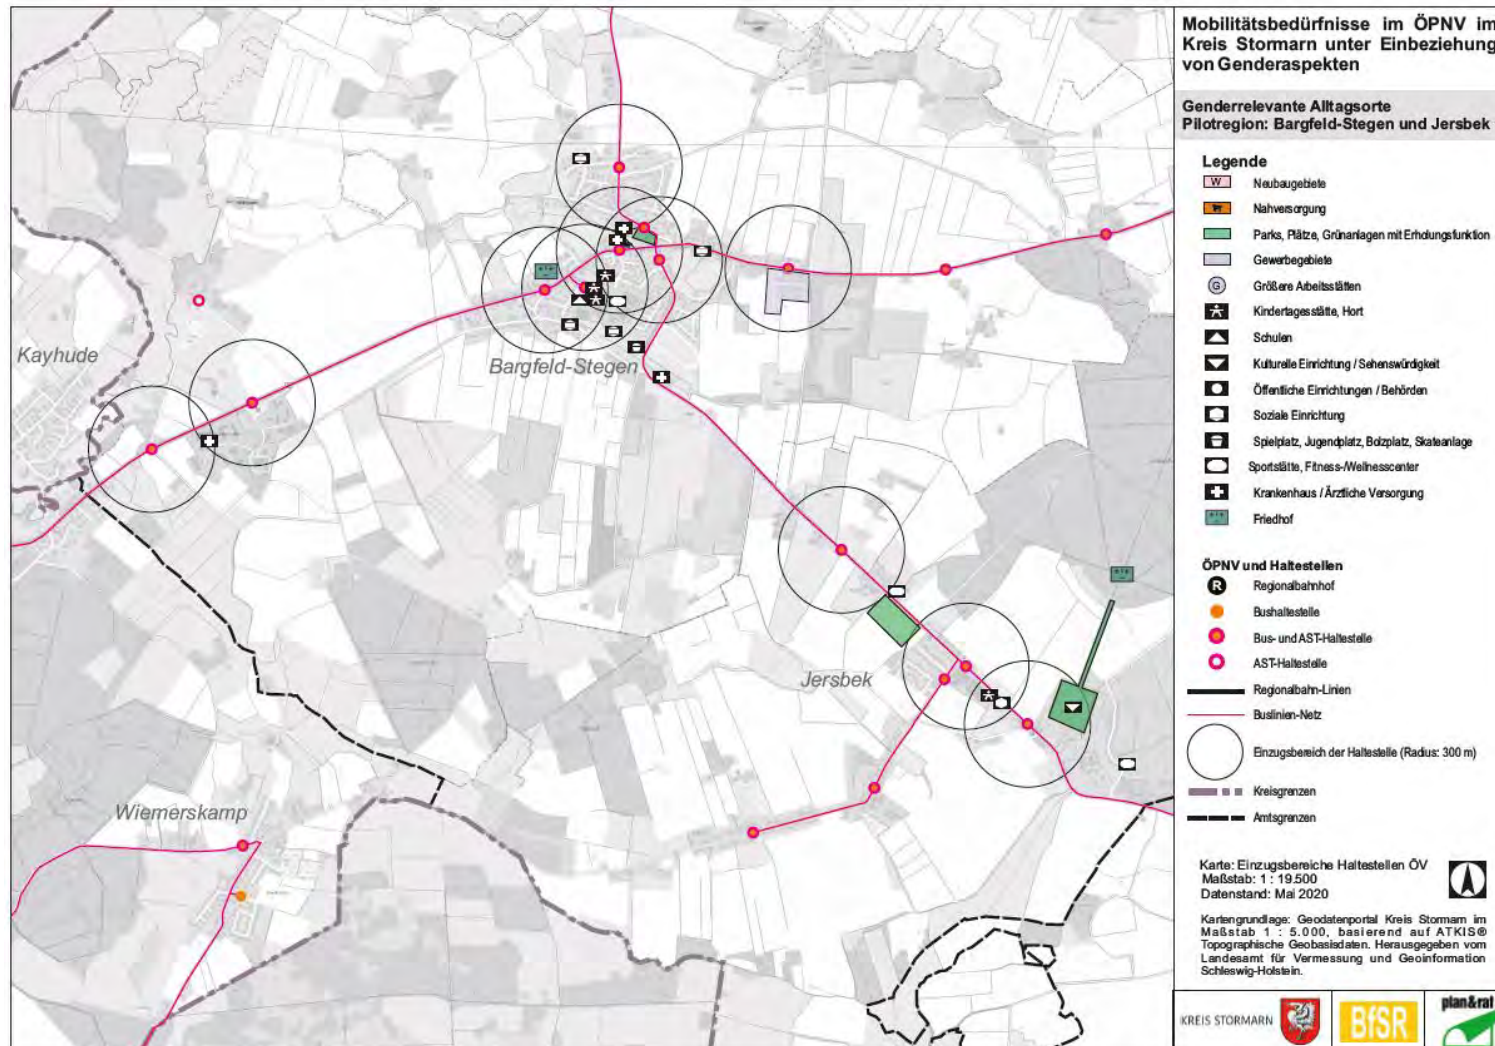 Mobilitätsbedürfnisse im ÖPNV im
Kreis Stormarn unter Einbeziehung
von Genderaspekten
Genderrelevante Alltagsorte
Pilotregion: Bargfeld-Stegen und Jersbek
Legende
W Neubaugebiete
Nahversorgung
Parks, Plätze, Grünanlagen mit Erholungsfunktion
Gewerbegebiete
G Größere Arbeitsstätten
Kindertagesstätte, Hort
Schulen
Kulturelle Einrichtung / Sehenswürdigkeit
Öffentliche Einrichtungen / Behörden
Soziale Einrichtung
Spielplatz, Jugendplatz, Bolzplatz, Skateanlage
Sportstätte, Fitness-/Wellnesscenter
Krankenhaus / Ärztliche Versorgung
Friedhof
ÖPNV und Haltestellen
R Regionalbahnhof
Bushaltestelle
Bus- und AST-Haltestelle
AST-Haltestelle
Regionalbahn-Linien
Buslinien-Netz
Einzugsbereich der Haltestelle (Radius: 300 m)
Kreisgrenzen
Amtsgrenzen
Karte: Einzugsbereiche Haltestellen ÖV
Maßstab: 1 : 19.500
Datenstand: Mai 2020
Kartengrundlage: Geodatenportal Kreis Stormarn im
Maßstab 1 : 5.000, basierend auf ATKIS®
Topographische Geobasisdaten. Herausgegeben vom
Landesamt für Vermessung und Geoinformation
Schleswig-Holstein.
KREIS STORMARN
BfSR
plan&rat
Kayhude
Bargfeld-Stegen
Jersbek
Wiemerskamp